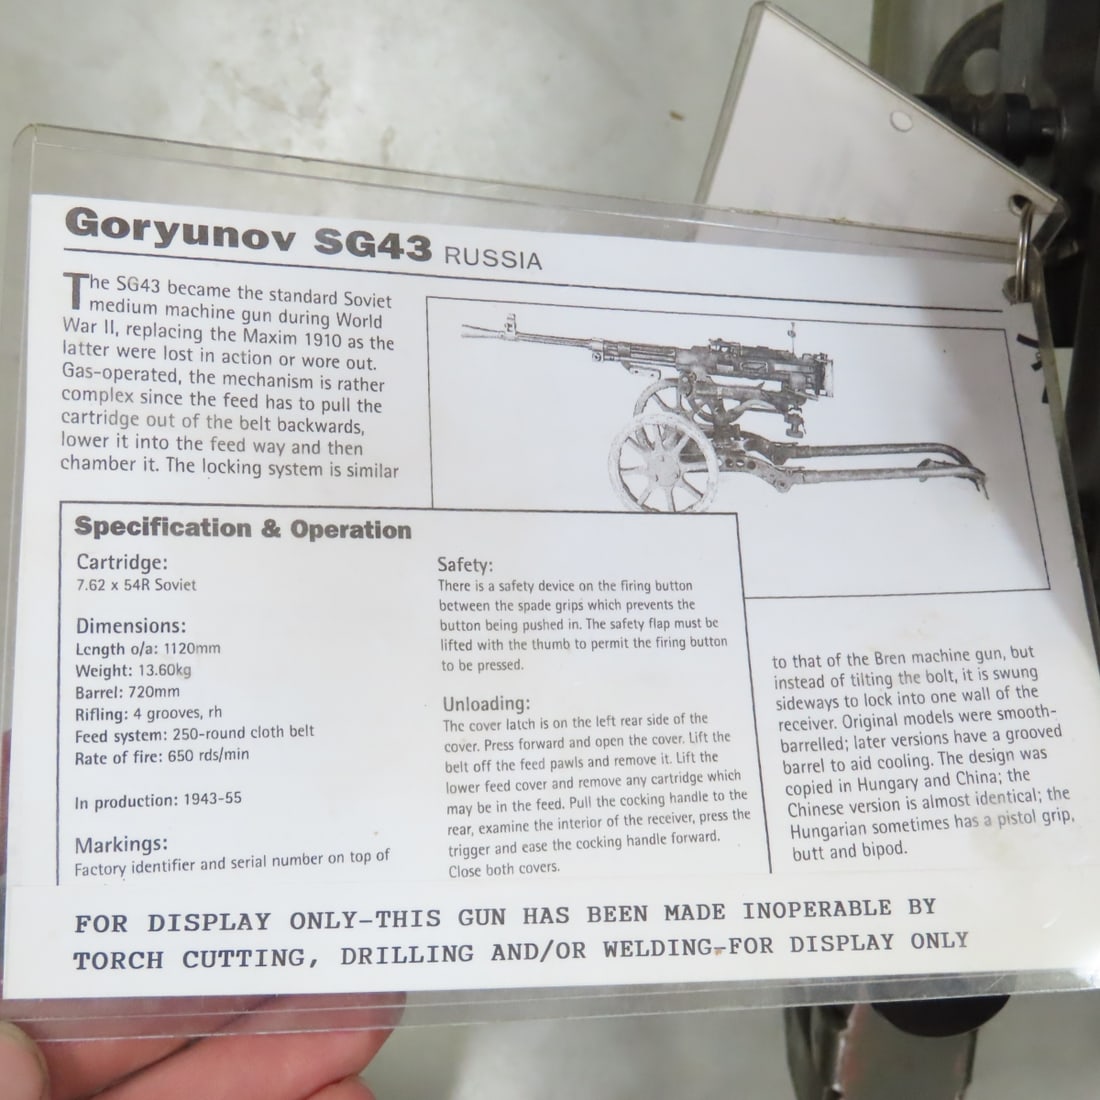 Goryunov SG43 RUSSIA
The SG43 became the standard Soviet
medium machine gun during World
War II, replacing the Maxim 1910 as the
latter were lost in action or wore out.
Gas-operated, the mechanism is rather
complex since the feed has to pull the
cartridge out of the belt backwards,
lower it into the feed way and then
chamber it. The locking system is similar
Specification & Operation
Cartridge:
7.62 x 54R Soviet
Dimensions:
Length o/a: 1120mm
Weight: 13.60kg
Barrel: 720mm
Rifling: 4 grooves, rh
Feed system: 250-round cloth belt
Rate of fire: 650 rds/min
In production: 1943-55
Markings:
Factory identifier and serial number on top of
Safety:
There is a safety device on the firing button
between the spade grips which prevents the
button being pushed in. The safety flap must be
lifted with the thumb to permit the firing button
to be pressed.
Unloading:
The cover latch is on the left rear side of the
cover. Press forward and open the cover. Lift the
belt off the feed pawls and remove it. Lift the
lower feed cover and remove any cartridge which
may be in the feed. Pull the cocking handle to the
rear, examine the interior of the receiver, press the
trigger and ease the cocking handle forward.
Close both covers.
to that of the Bren machine gun, but
instead of tilting the bolt, it is swung
sideways to lock into one wall of the
receiver. Original models were smooth-
barrelled; later versions have a grooved
barrel to aid cooling. The design was
copied in Hungary and China; the
Chinese version is almost identical; the
Hungarian sometimes has a pistol grip,
butt and bipod.
FOR DISPLAY ONLY-THIS GUN HAS BEEN MADE INOPERABLE BY
TORCH CUTTING, DRILLING AND/OR WELDING-FOR DISPLAY ONLY